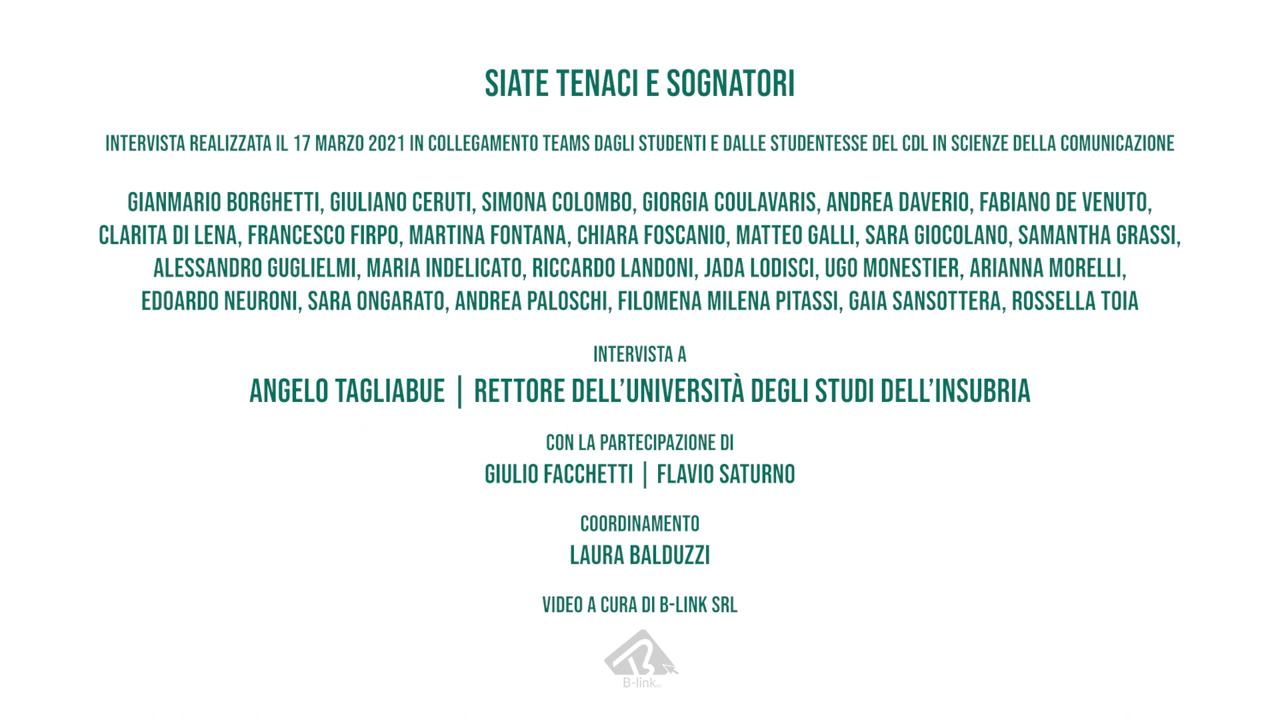 SIATE TENACI E SOGNATORI
INTERVISTA REALIZZATA IL 17 MARZO 2021 IN COLLEGAMENTO TEAMS DAGLI STUDENTI E DALLE STUDENTESSE DEL CDL IN SCIENZE DELLA COMUNICAZIONE
GIANMARIO BORGHETTI, GIULIANO CERUTI, SIMONA COLOMBO, GIORGIA COULAVARIS, ANDREA DAVERIO, FABIANO DE VENUTO,
CLARITA DI LENA, FRANCESCO FIRPO, MARTINA FONTANA, CHIARA FOSCANIO, MATTEO GALLI, SARA GIOCOLANO, SAMANTHA GRASSI,
ALESSANDRO GUGLIELMI, MARIA INDELICATO, RICCARDO LANDONI, JADA LODISCI, UGO MONESTIER, ARIANNA MORELLI,
EDOARDO NEURONI, SARA ONGARATO, ANDREA PALOSCHI, FILOMENA MILENA PITASSI, GAIA SANSOTTERA, ROSSELLA TOIA
INTERVISTA A
ANGELO TAGLIABUE | RETTORE DELL’UNIVERSITÀ DEGLI STUDI DELL’INSUBRIA
CON LA PARTECIPAZIONE DI
GIULIO FACCHETTI | FLAVIO SATURNO
COORDINAMENTO
LAURA BALDUZZI
VIDEO A CURA DI B-LINK SRL
B-link